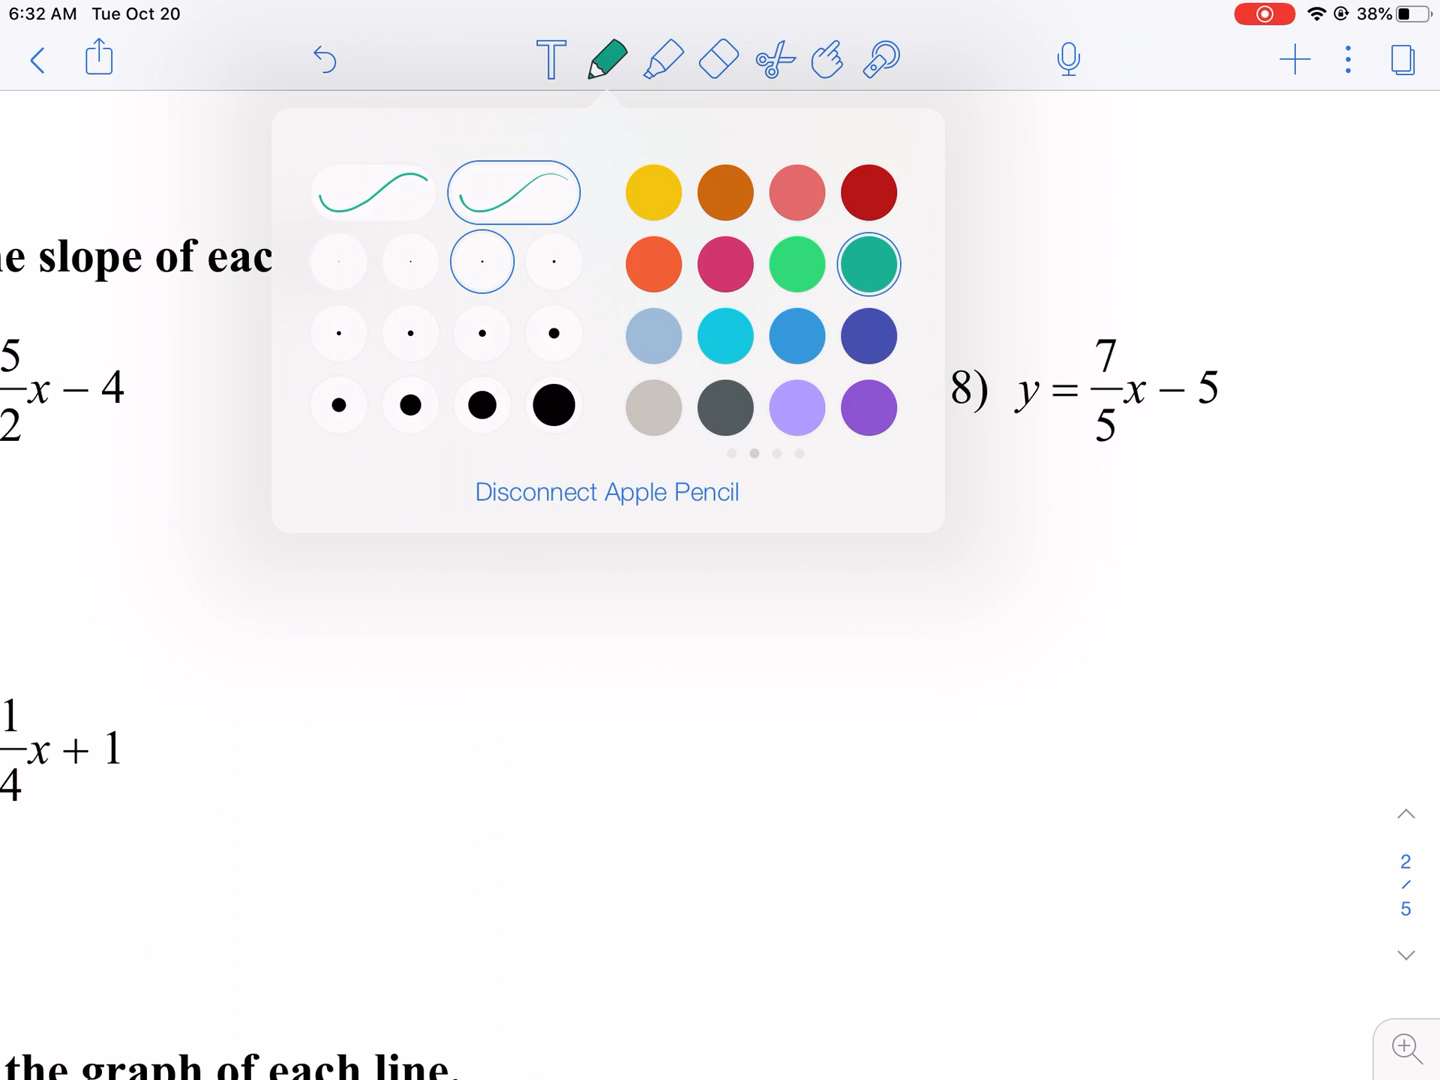 6:32 AM Tue Oct 20
38%
T
e slope of eac
5/2 x − 4
8) y = 7/5 x − 5
Disconnect Apple Pencil
1/4 x + 1
2 / 5
the graph of each line.